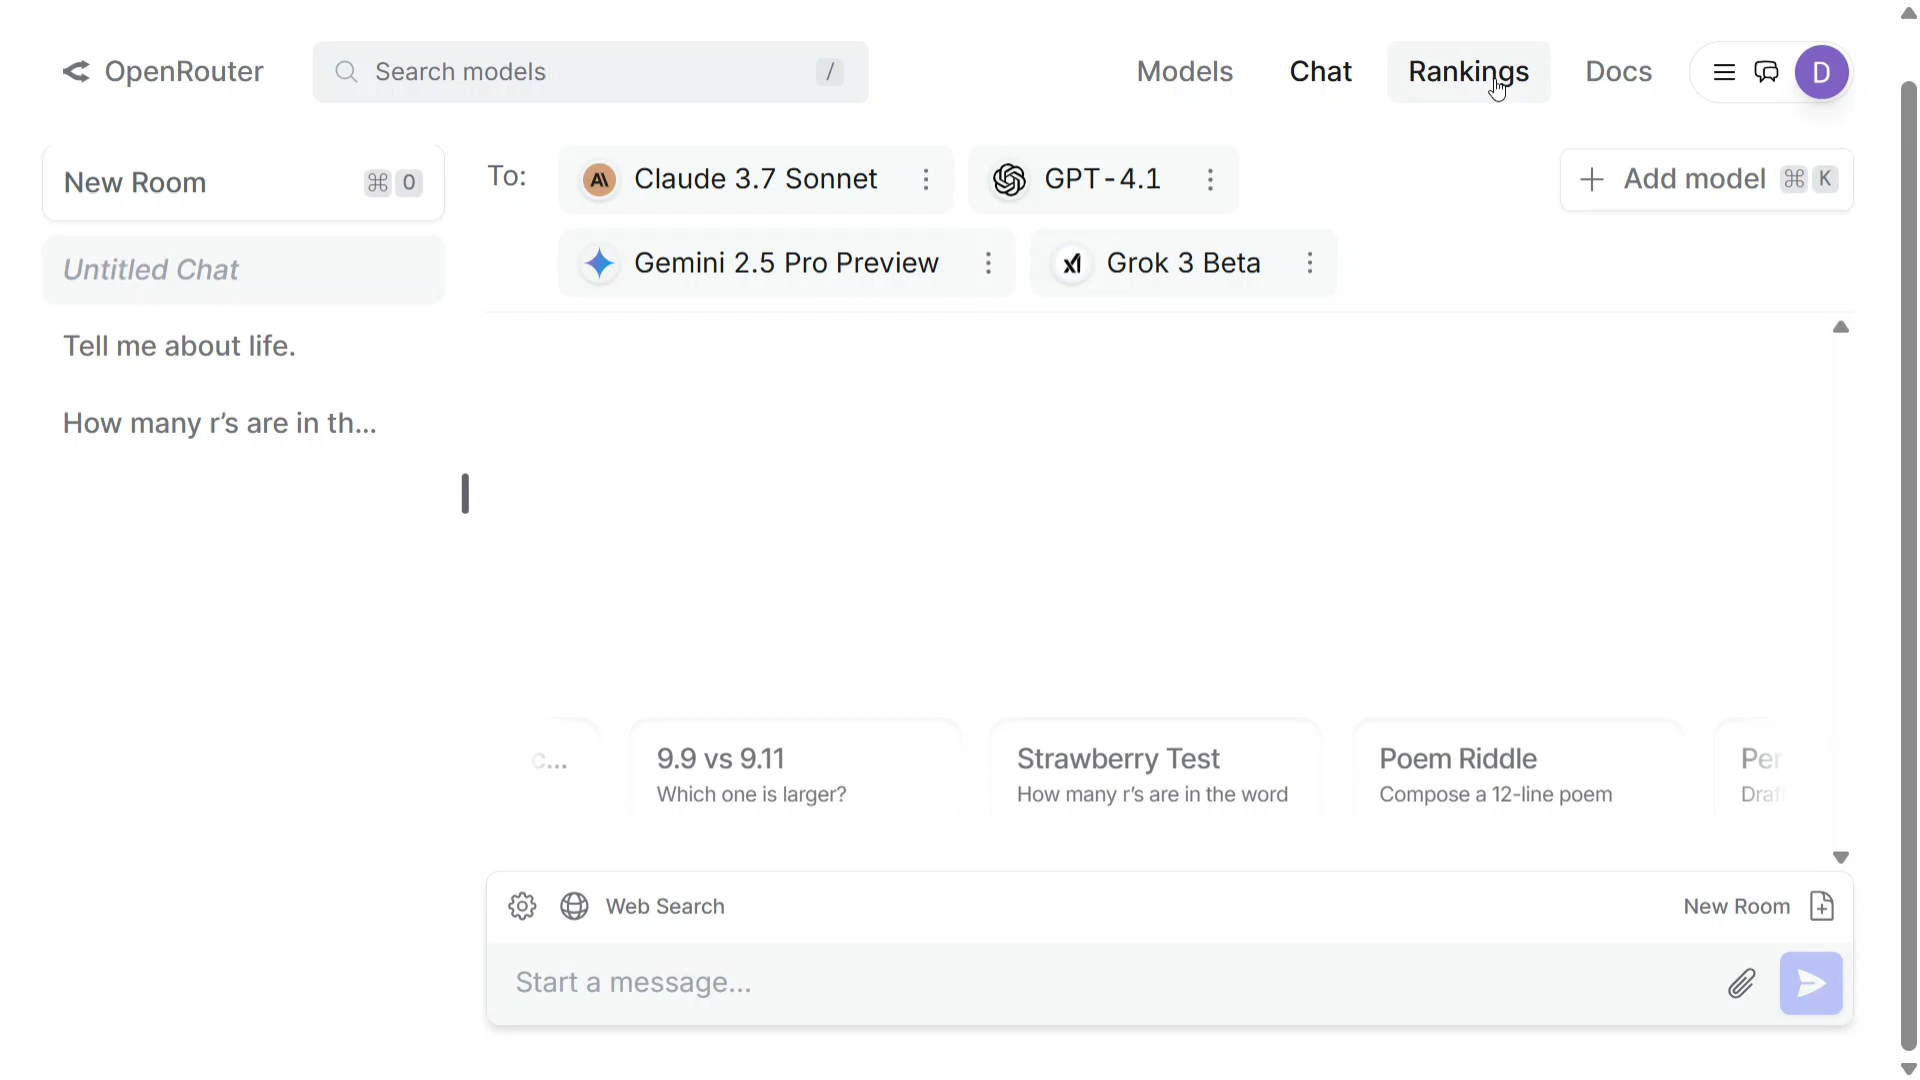 OpenRouter
Search models
/
Models
Chat
Rankings
Docs
D
New Room
⌘ 0
Untitled Chat
Tell me about life.
How many r's are in th...
To:
Claude 3.7 Sonnet
GPT-4.1
Add model
⌘ K
Gemini 2.5 Pro Preview
Grok 3 Beta
c...
9.9 vs 9.11
Which one is larger?
Strawberry Test
How many r's are in the word
Poem Riddle
Compose a 12-line poem
Per
Draf
Web Search
New Room
Start a message...